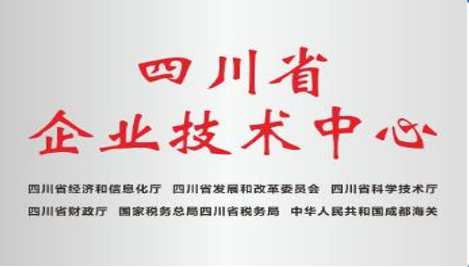 四川省
企业技术中心
四川省经济和信息化厅 四川省发展和改革委员会 四川省科学技术厅
四川省财政厅 国家税务总局四川省税务局 中华人民共和国成都海关